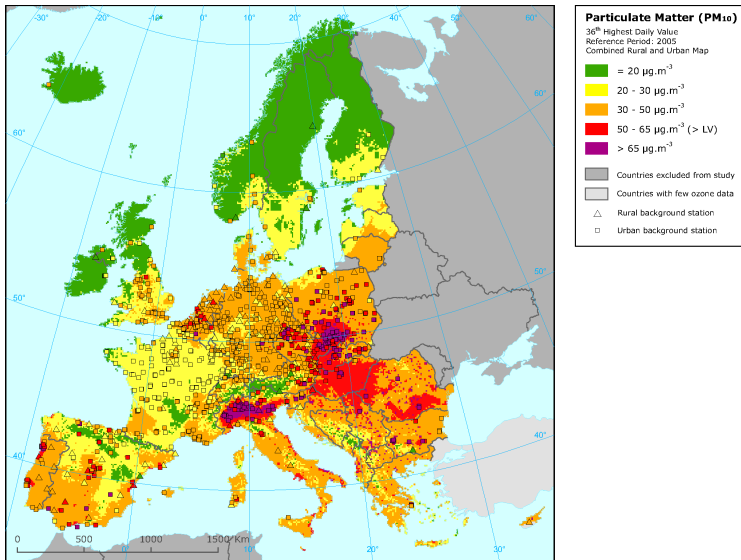 -30° -20° -10° 0° 10° 20° 30° 40° 50° 60°
60°
60°
50°
50°
40°
40°
0 500 1000 1500 Km
0° 10° 20° 30°
Particulate Matter (PM₁₀)
36th Highest Daily Value
Reference Period: 2005
Combined Rural and Urban Map
= 20 µg.m⁻³
20 - 30 µg.m⁻³
30 - 50 µg.m⁻³
50 - 65 µg.m⁻³ (> LV)
> 65 µg.m⁻³
Countries excluded from study
Countries with few ozone data
Rural background station
Urban background station